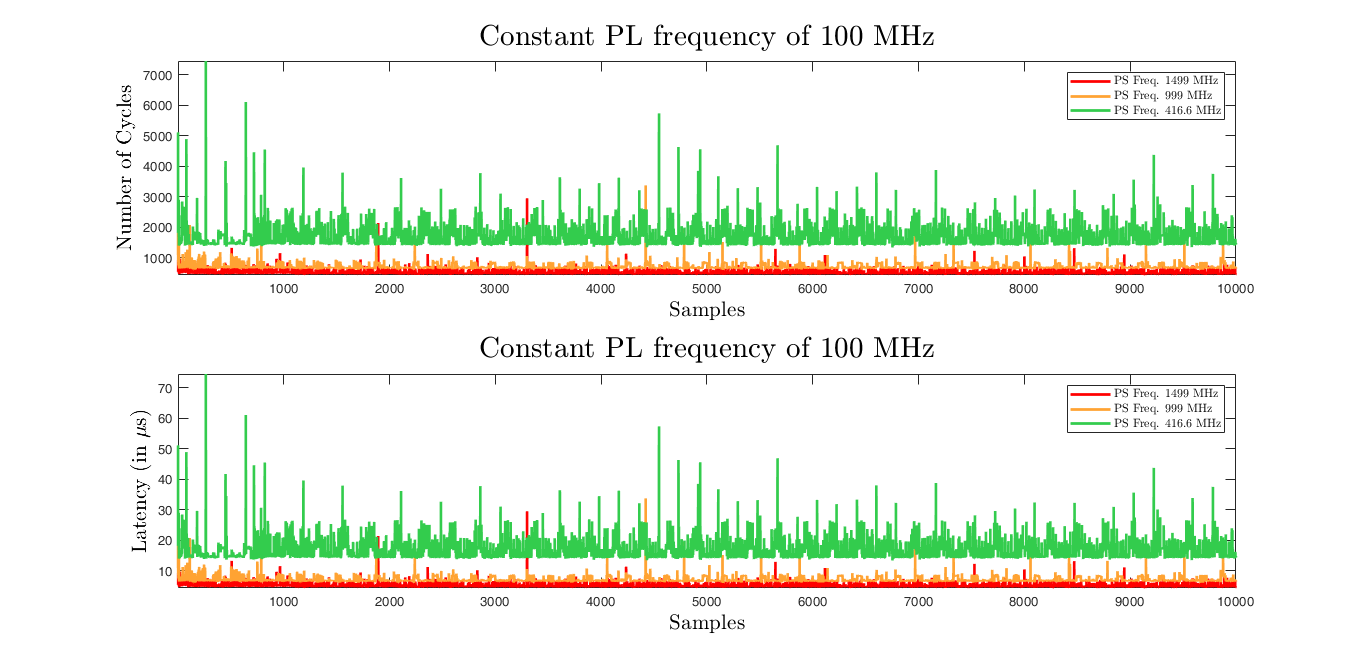 Constant PL frequency of 100 MHz
Number of Cycles
7000
6000
5000
4000
3000
2000
1000
PS Freq. 1499 MHz
PS Freq. 999 MHz
PS Freq. 416.6 MHz
1000 2000 3000 4000 5000 6000 7000 8000 9000 10000
Samples
Constant PL frequency of 100 MHz
Latency (in μs)
70
60
50
40
30
20
10
PS Freq. 1499 MHz
PS Freq. 999 MHz
PS Freq. 416.6 MHz
1000 2000 3000 4000 5000 6000 7000 8000 9000 10000
Samples